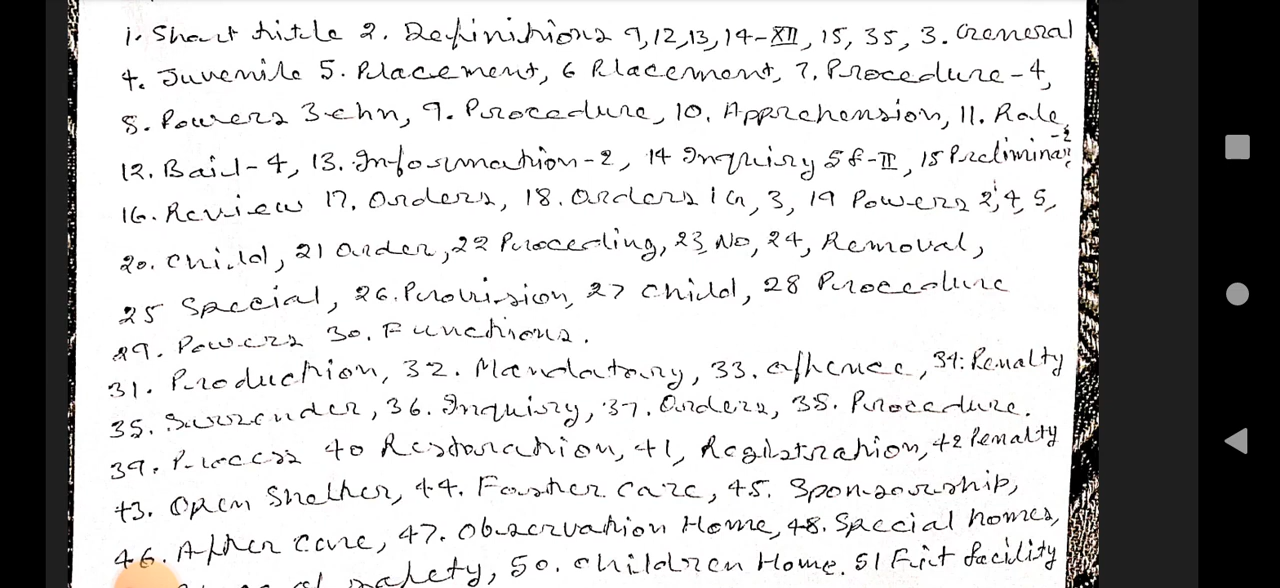 1. Short title 2. Definitions 9,12,13,14-XII, 15, 35, 3. General
4. Juvenile 5. Placement, 6 Placement, 7. Procedure-4,
8. Powers 3-chn, 9. Procedure, 10. Apprehension, 11. Role,
12. Bail-4, 13. Information-2, 14 Inquiry 5f-II, 15 Preliminary -2
16. Review 17. Orders, 18. Orders 1G, 3, 19 Powers 2, 4, 5,
20. Child, 21 Order, 22 Proceeding, 23, No, 24, Removal,
25 Special, 26. Provision, 27 Child, 28 Procedure
29. Powers 30. Functions.
31. Production, 32. Mandatory, 33. offence, 34: Penalty
35. Surrender, 36. Inquiry, 37. Orders, 38. Procedure.
39. Process 40 Restoration, 41, Registration, 42 Penalty
43. Open Shelter, 44. Foster care, 45. Sponsorship,
46. After care, 47. Observation Home, 48. Special homes,
safety, 50. Children Home. 51 Fit facility